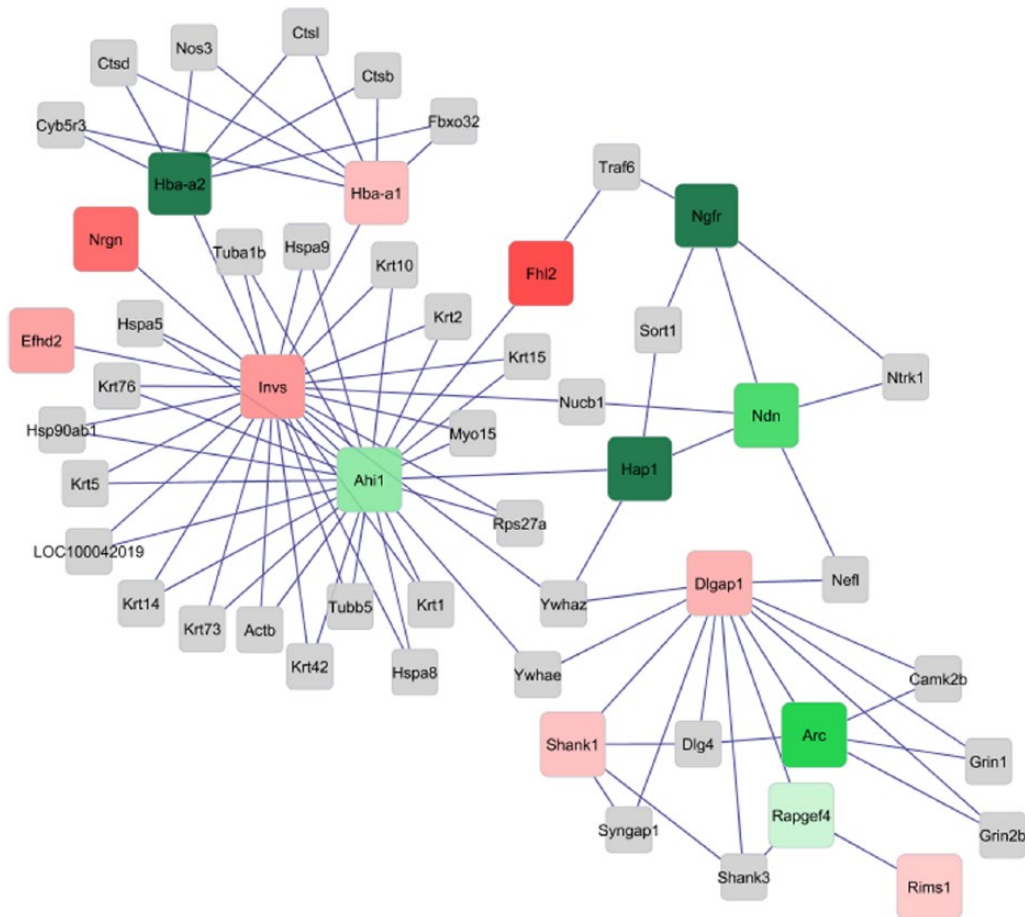 Ctsl
Nos3
Ctsd
Ctsb
Cyb5r3
Fbxo32
Traf6
Hba-a2
Hba-a1
Ngfr
Nrgn
Tuba1b
Hspa9
Krt10
Fhl2
Hspa5
Krt2
Sort1
Efhd2
Krt15
Ntrk1
Krt76
Invs
Nucb1
Ndn
Hsp90ab1
Myo15
Krt5
Ahi1
Hap1
Rps27a
LOC100042019
Dlgap1
Nefl
Krt14
Tubb5
Krt1
Ywhaz
Krt73
Actb
Krt42
Hspa8
Ywhae
Camk2b
Shank1
Dlg4
Arc
Grin1
Rapgef4
Syngap1
Grin2b
Shank3
Rims1